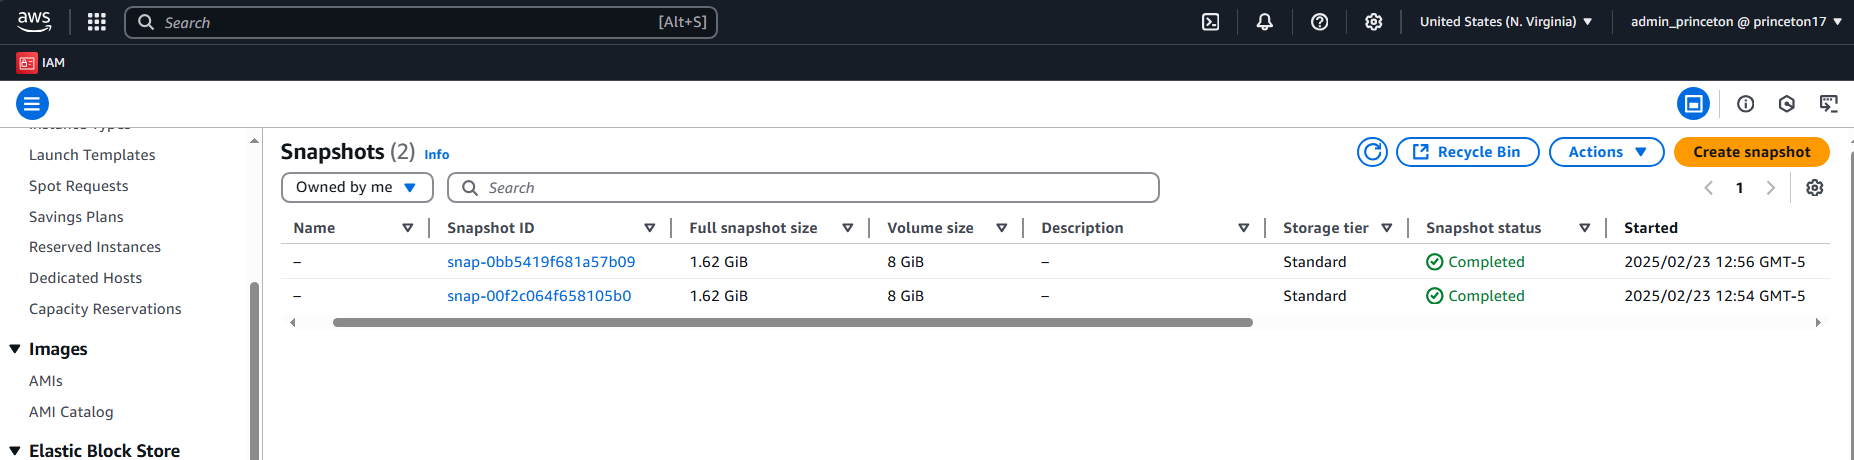 aws Search [Alt+S] United States (N. Virginia) admin_princeton @ princeton17
IAM
Instance Types
Launch Templates
Spot Requests
Savings Plans
Reserved Instances
Dedicated Hosts
Capacity Reservations
Images
AMIs
AMI Catalog
Elastic Block Store
Snapshots (2) Info Recycle Bin Actions Create snapshot
Owned by me Search 1
Name Snapshot ID Full snapshot size Volume size Description Storage tier Snapshot status Started
– snap-0bb5419f681a57b09 1.62 GiB 8 GiB – Standard Completed 2025/02/23 12:56 GMT-5
– snap-00f2c064f658105b0 1.62 GiB 8 GiB – Standard Completed 2025/02/23 12:54 GMT-5